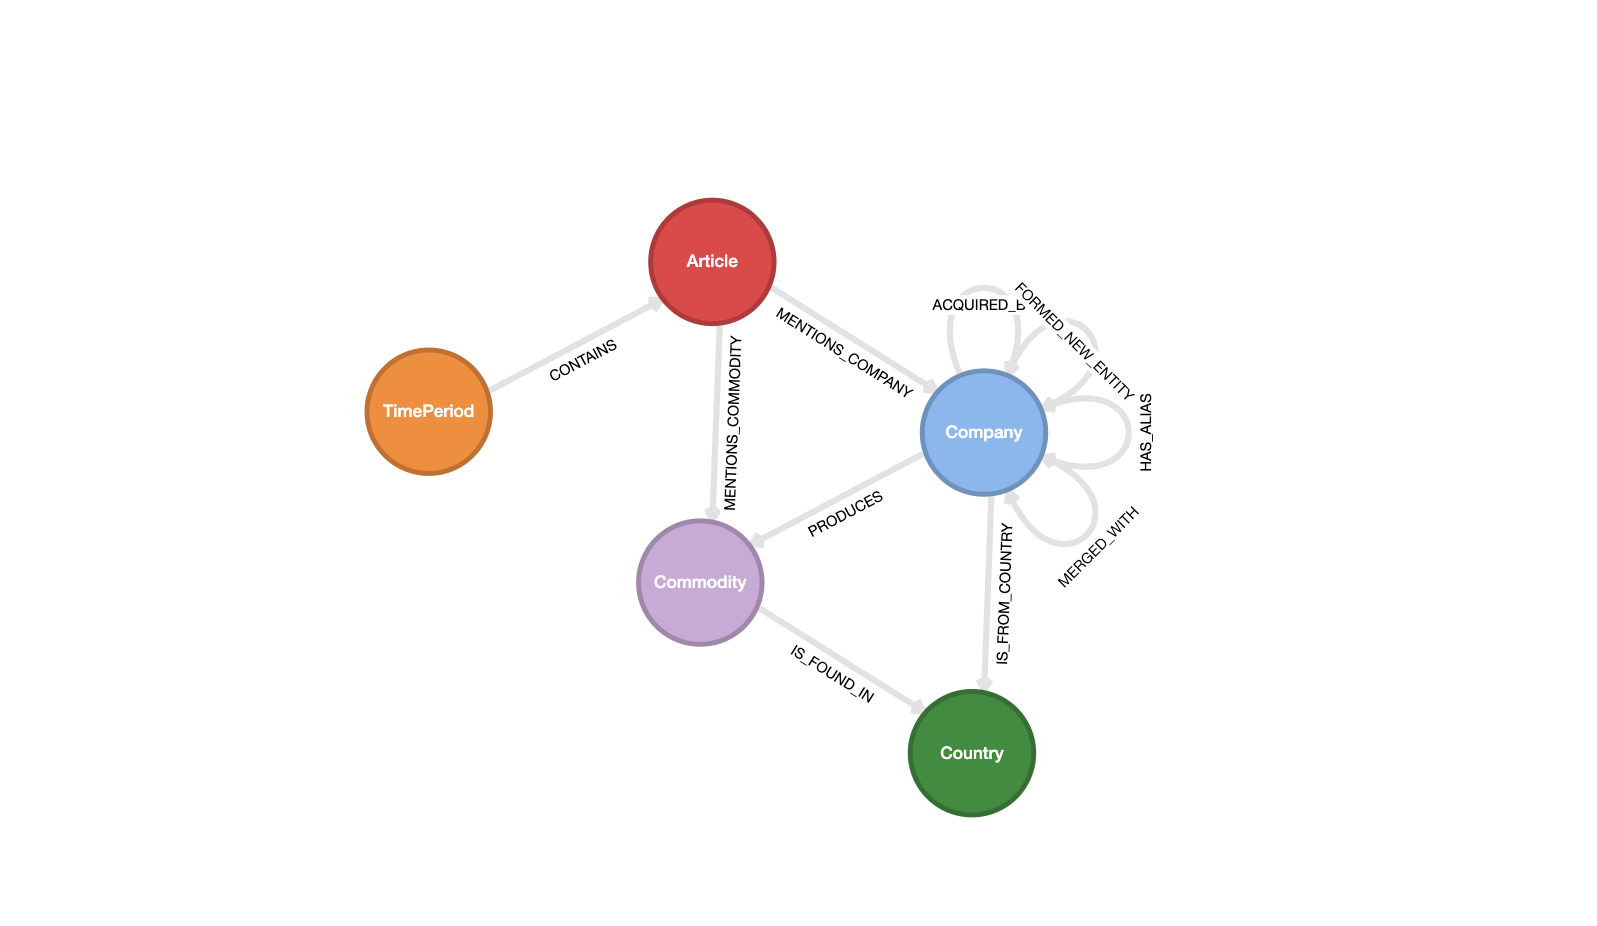 Article
ACQUIRED_B
FORMED_NEW_ENTITY
MENTIONS_COMPANY
CONTAINS
MENTIONS_COMMODITY
TimePeriod
Company
HAS_ALIAS
PRODUCES
MERGED_WITH
IS_FROM_COUNTRY
Commodity
IS_FOUND_IN
Country